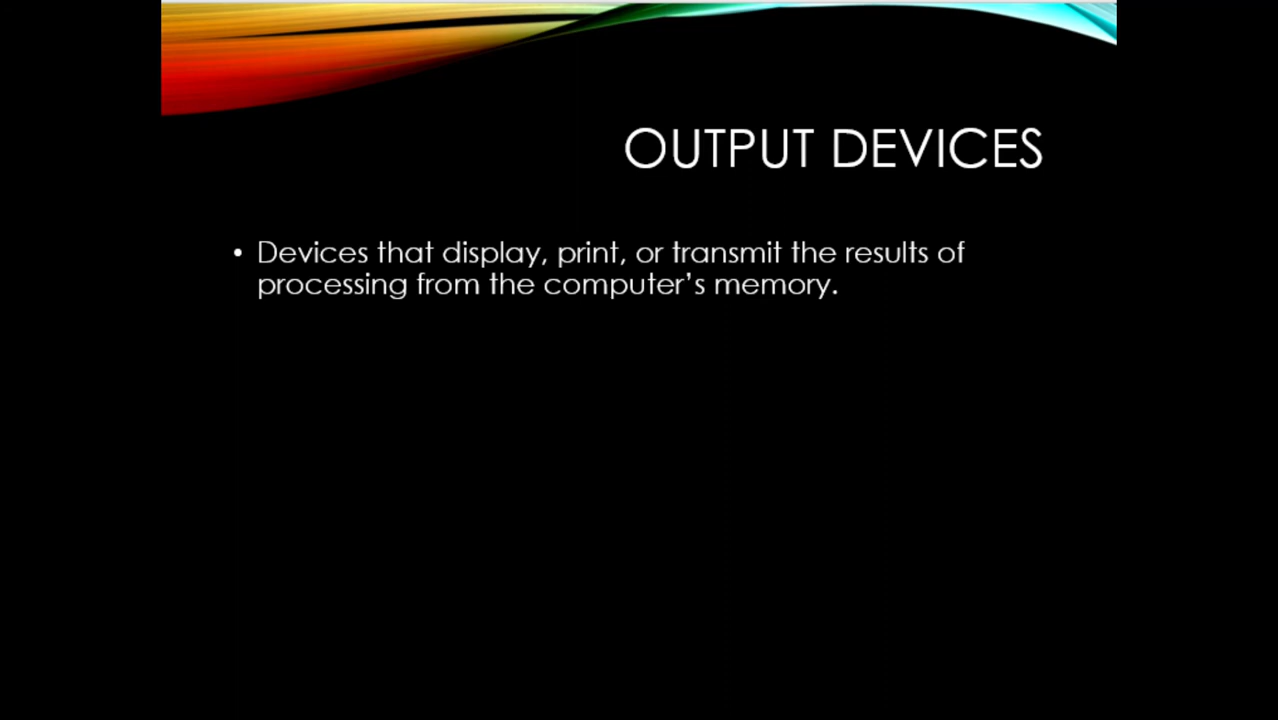 OUTPUT DEVICES
• Devices that display, print, or transmit the results of
processing from the computer’s memory.